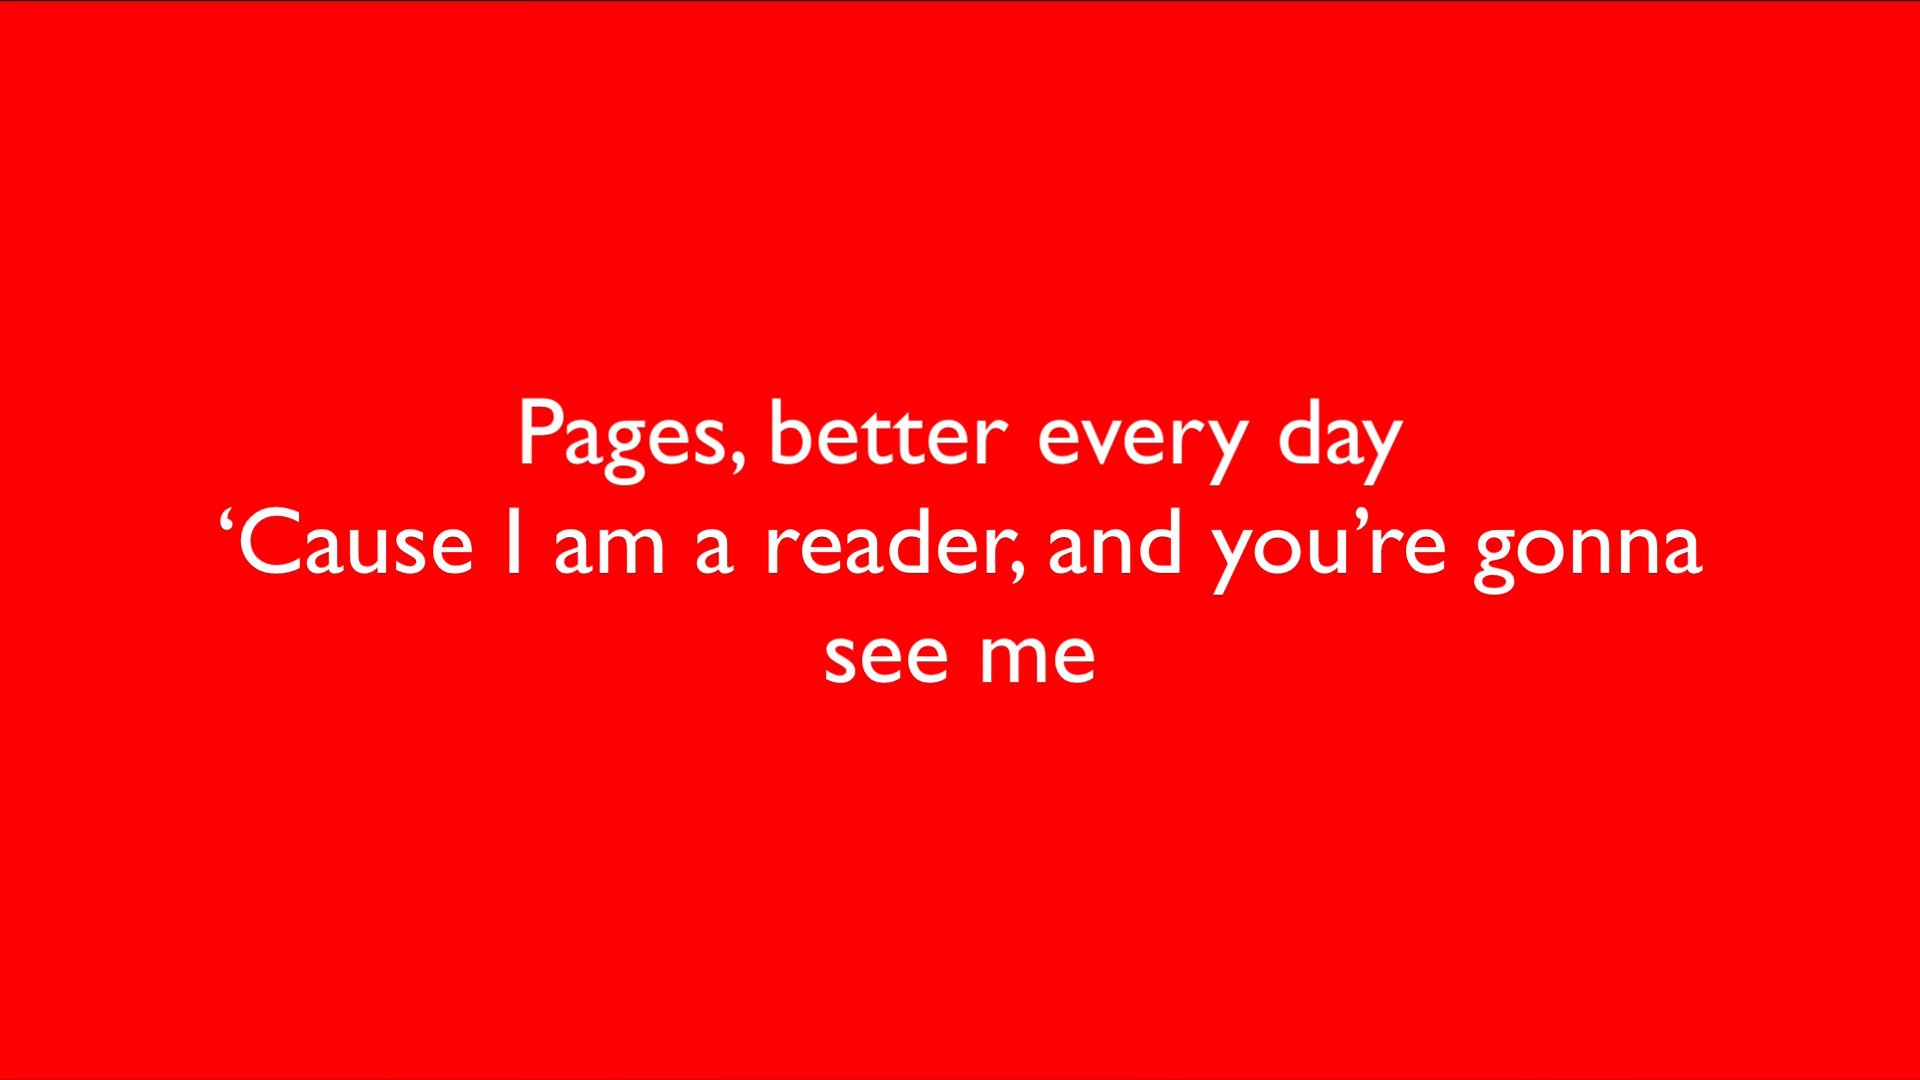 Pages, better every day
‘Cause I am a reader, and you’re gonna
see me